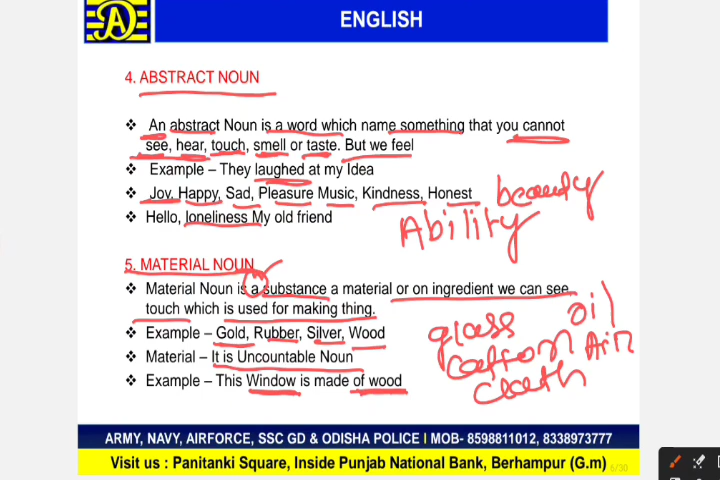 ENGLISH
4. ABSTRACT NOUN
❖ An abstract Noun is a word which name something that you cannot
see, hear, touch, smell or taste. But we feel
❖ Example – They laughed at my Idea
❖ Joy, Happy, Sad, Pleasure Music, Kindness, Honest
beauty
❖ Hello, loneliness My old friend
Ability
5. MATERIAL NOUN
❖ Material Noun is a substance a material or on ingredient we can see
touch which is used for making thing.
❖ Example – Gold, Rubber, Silver, Wood
glass oil
❖ Material – It is Uncountable Noun
cotton Air
❖ Example – This Window is made of wood
cloth
ARMY, NAVY, AIRFORCE, SSC GD & ODISHA POLICE I MOB- 8598811012, 8338973777
Visit us : Panitanki Square, Inside Punjab National Bank, Berhampur (G.m)
6/30